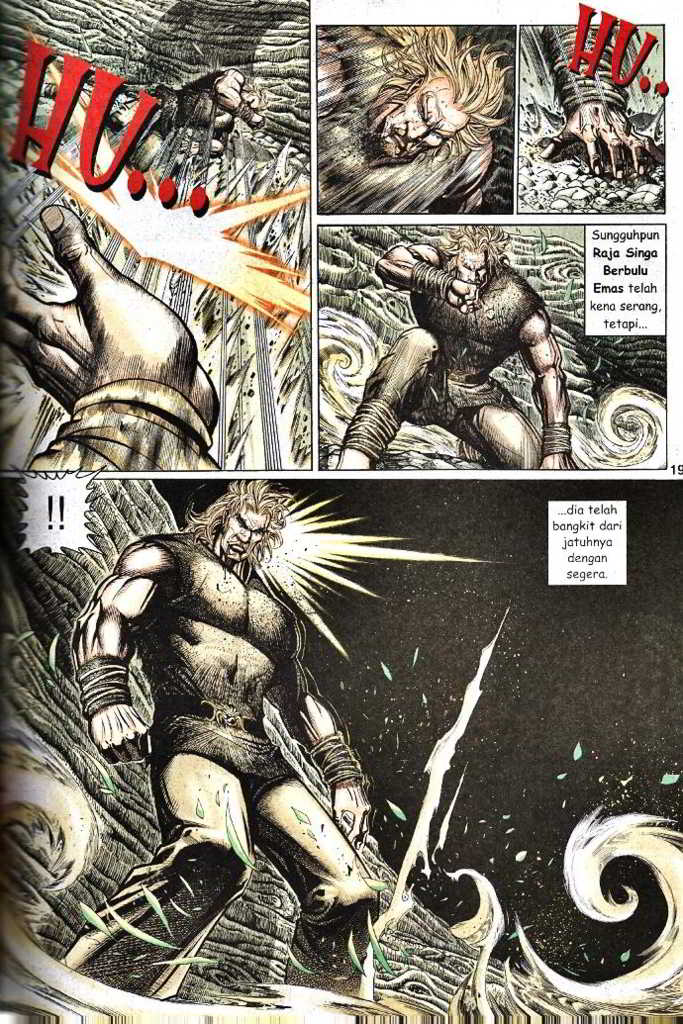 HU...
HU..
Sungguhpun
Raja Singa
Berbulu
Emas telah
kena serang,
tetapi...
19
!!
...dia telah
bangkit dari
jatuhnya
dengan
segera.